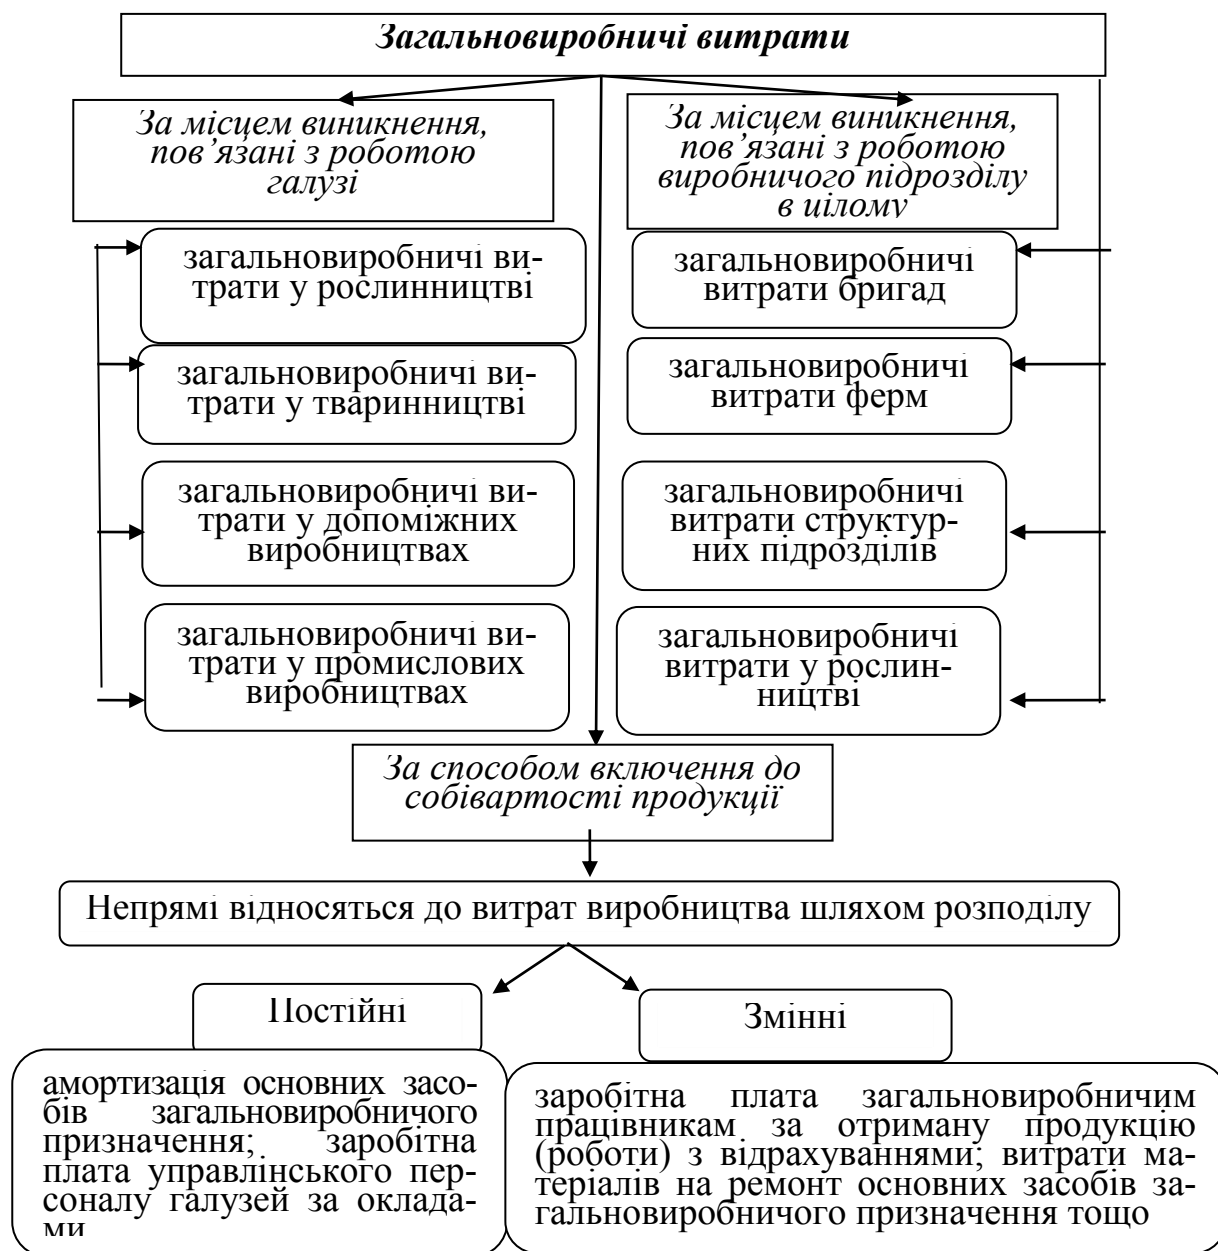 Загальновиробничі витрати
За місцем виникнення,
пов’язані з роботою
галузі
За місцем виникнення,
пов’язані з роботою
виробничого підрозділу
в цілому
загальновиробничі ви-
трати у рослинництві
загальновиробничі
витрати бригад
загальновиробничі ви-
трати у тваринництві
загальновиробничі
витрати ферм
загальновиробничі ви-
трати у допоміжних
виробництвах
загальновиробничі
витрати структур-
них підрозділів
загальновиробничі ви-
трати у промислових
виробництвах
загальновиробничі
витрати у рослин-
ництві
За способом включення до
собівартості продукції
Непрямі відносяться до витрат виробництва шляхом розподілу
Постійні
Змінні
амортизація основних засо-
бів загальновиробничого
призначення; заробітна
плата управлінського пер-
соналу галузей за оклада-
ми
заробітна плата загальновиробничим
працівникам за отриману продукцію
(роботи) з відрахуваннями; витрати ма-
теріалів на ремонт основних засобів за-
гальновиробничого призначення тощо